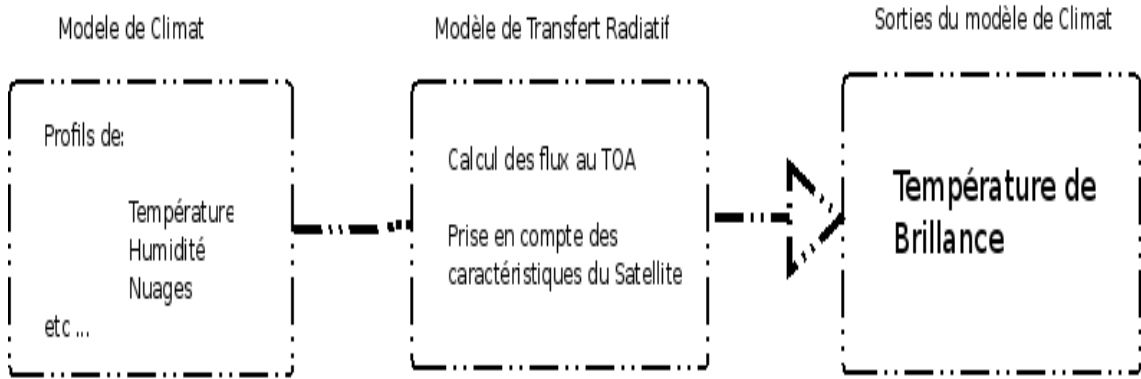 Modele de Climat
Profils de:
Température
Humidité
Nuages
etc ...
Modèle de Transfert Radiatif
Calcul des flux au TOA
Prise en compte des
caractéristiques du Satellite
Sorties du modèle de Climat
Température de
Brillance